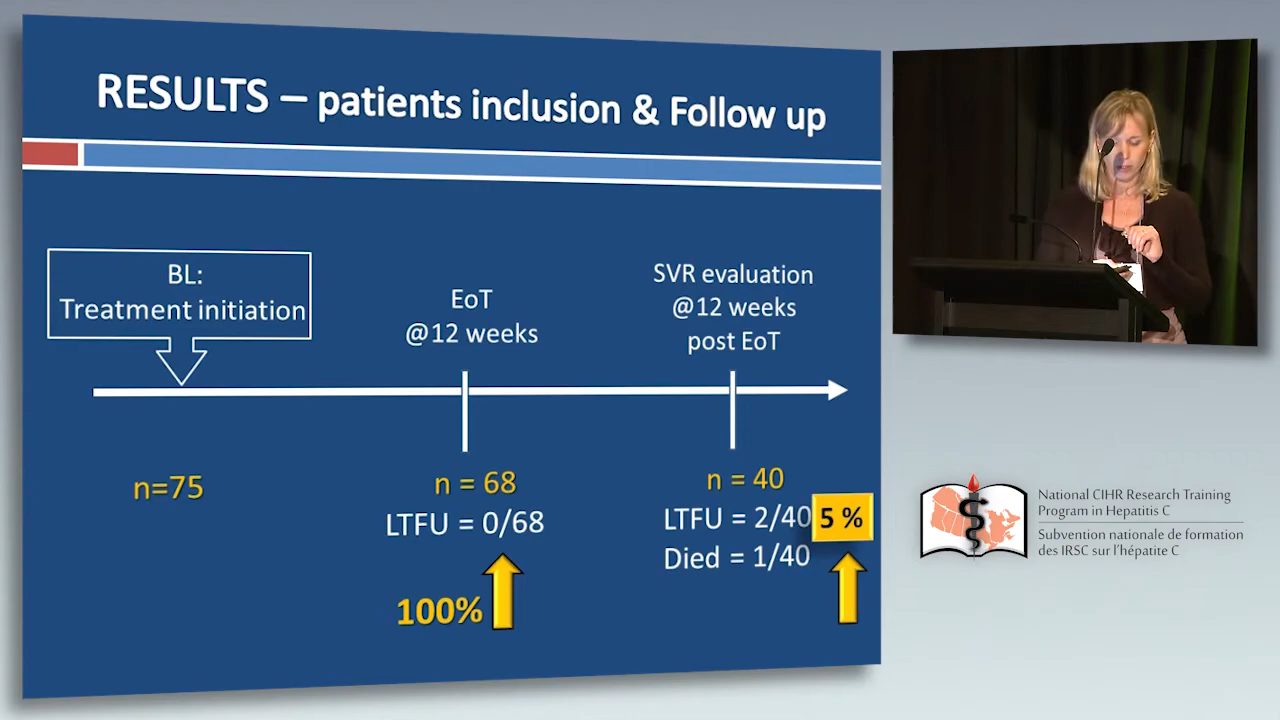 RESULTS – patients inclusion & Follow up
BL:
Treatment initiation
EoT
@12 weeks
SVR evaluation
@12 weeks
post EoT
n=75
n = 68
LTFU = 0/68
100%
n = 40
LTFU = 2/40
5 %
Died = 1/40
National CIHR Research Training
Program in Hepatitis C
Subvention nationale de formation
des IRSC sur l'hépatite C